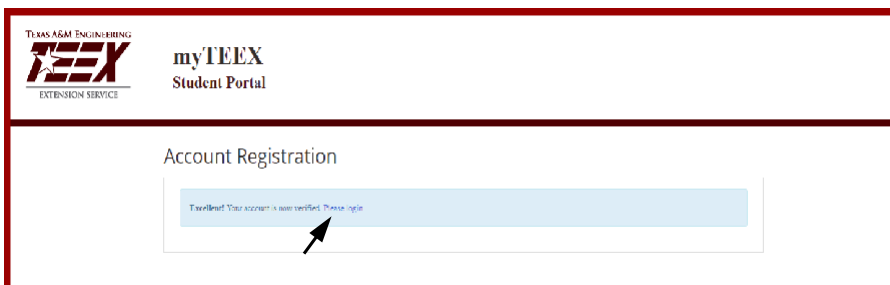 TEXAS A&M ENGINEERING
TEEX
EXTENSION SERVICE
myTEEX
Student Portal
Account Registration
Excellent! Your account is now verified. Please login